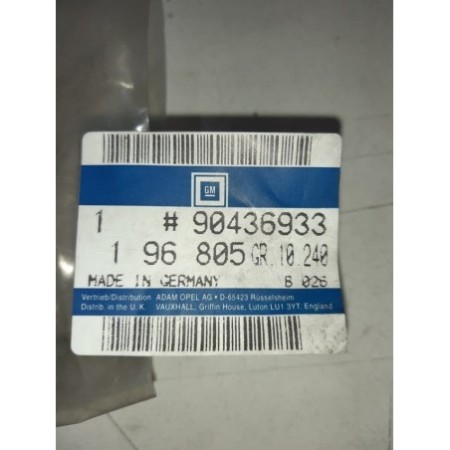 GM
1 # 90436933
1 96 805 GR.10.240
MADE IN GERMANY B 026
Vertrieb/Distribution ADAM OPEL AG • D-65423 Rüsselsheim
Distrib. in the U.K. VAUXHALL, Griffin House, Luton LU1 3YT. England